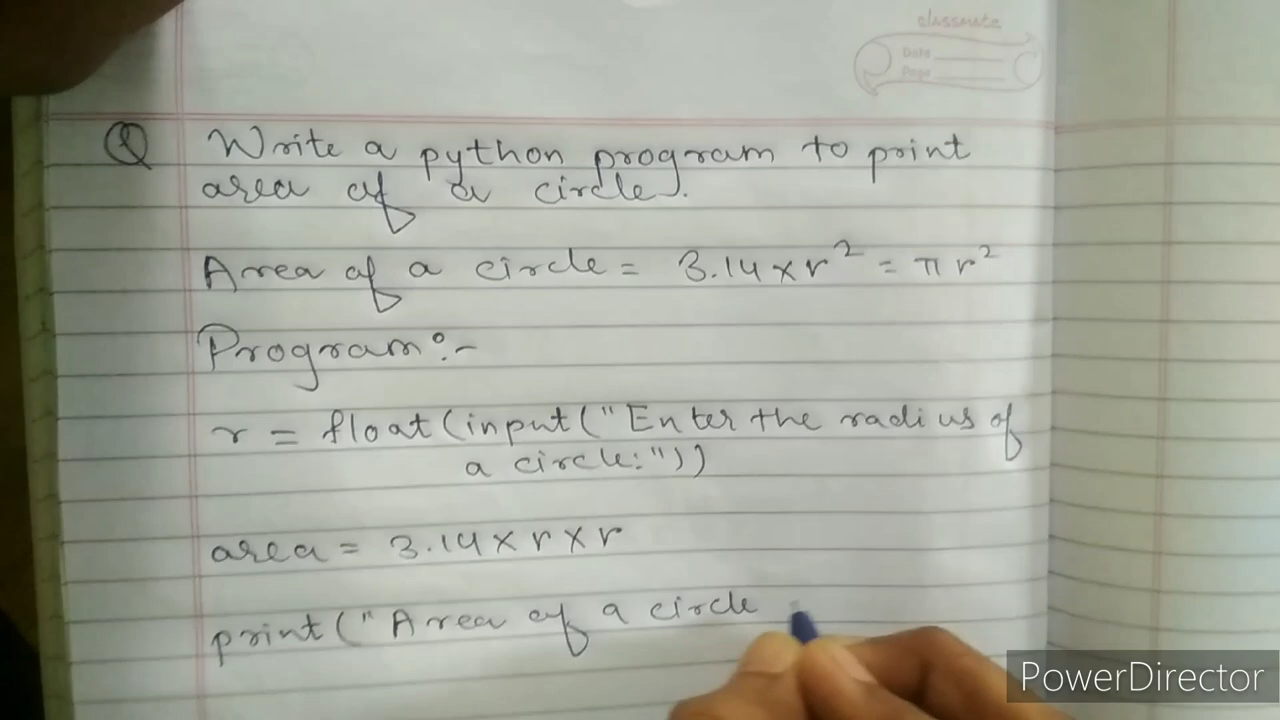 classmate
Date
Page
Q Write a python program to print
area of a circle.
Area of a circle = 3.14 × r² = π r²
Program:-
r = float(input("Enter the radius of
a circle:"))
area = 3.14 × r × r
print("Area of a circle
PowerDirector